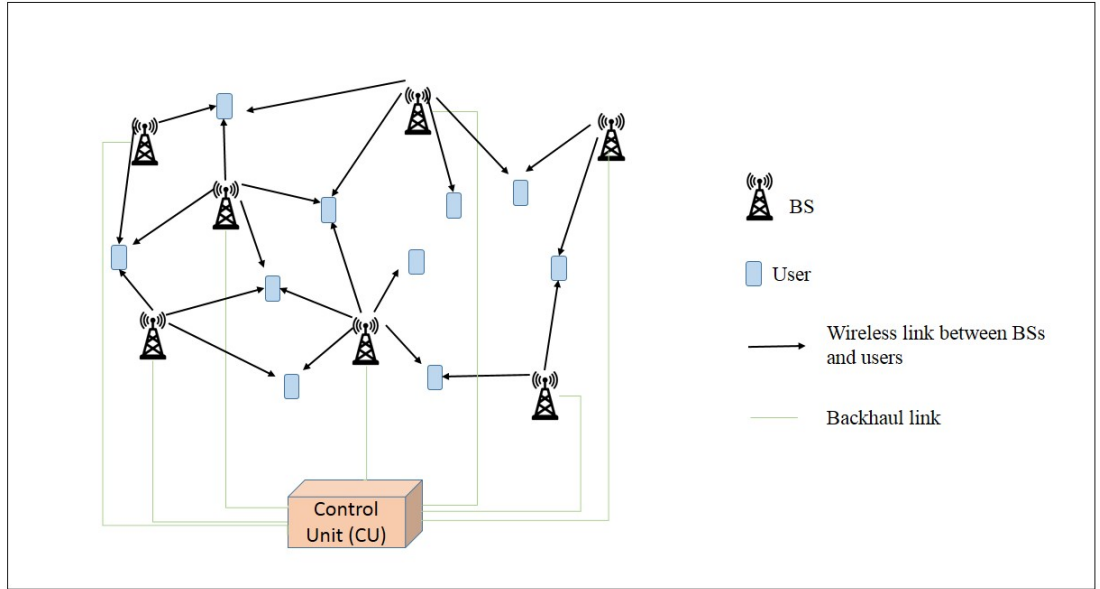 BS
User
Wireless link between BSs
and users
Backhaul link
Control
Unit (CU)